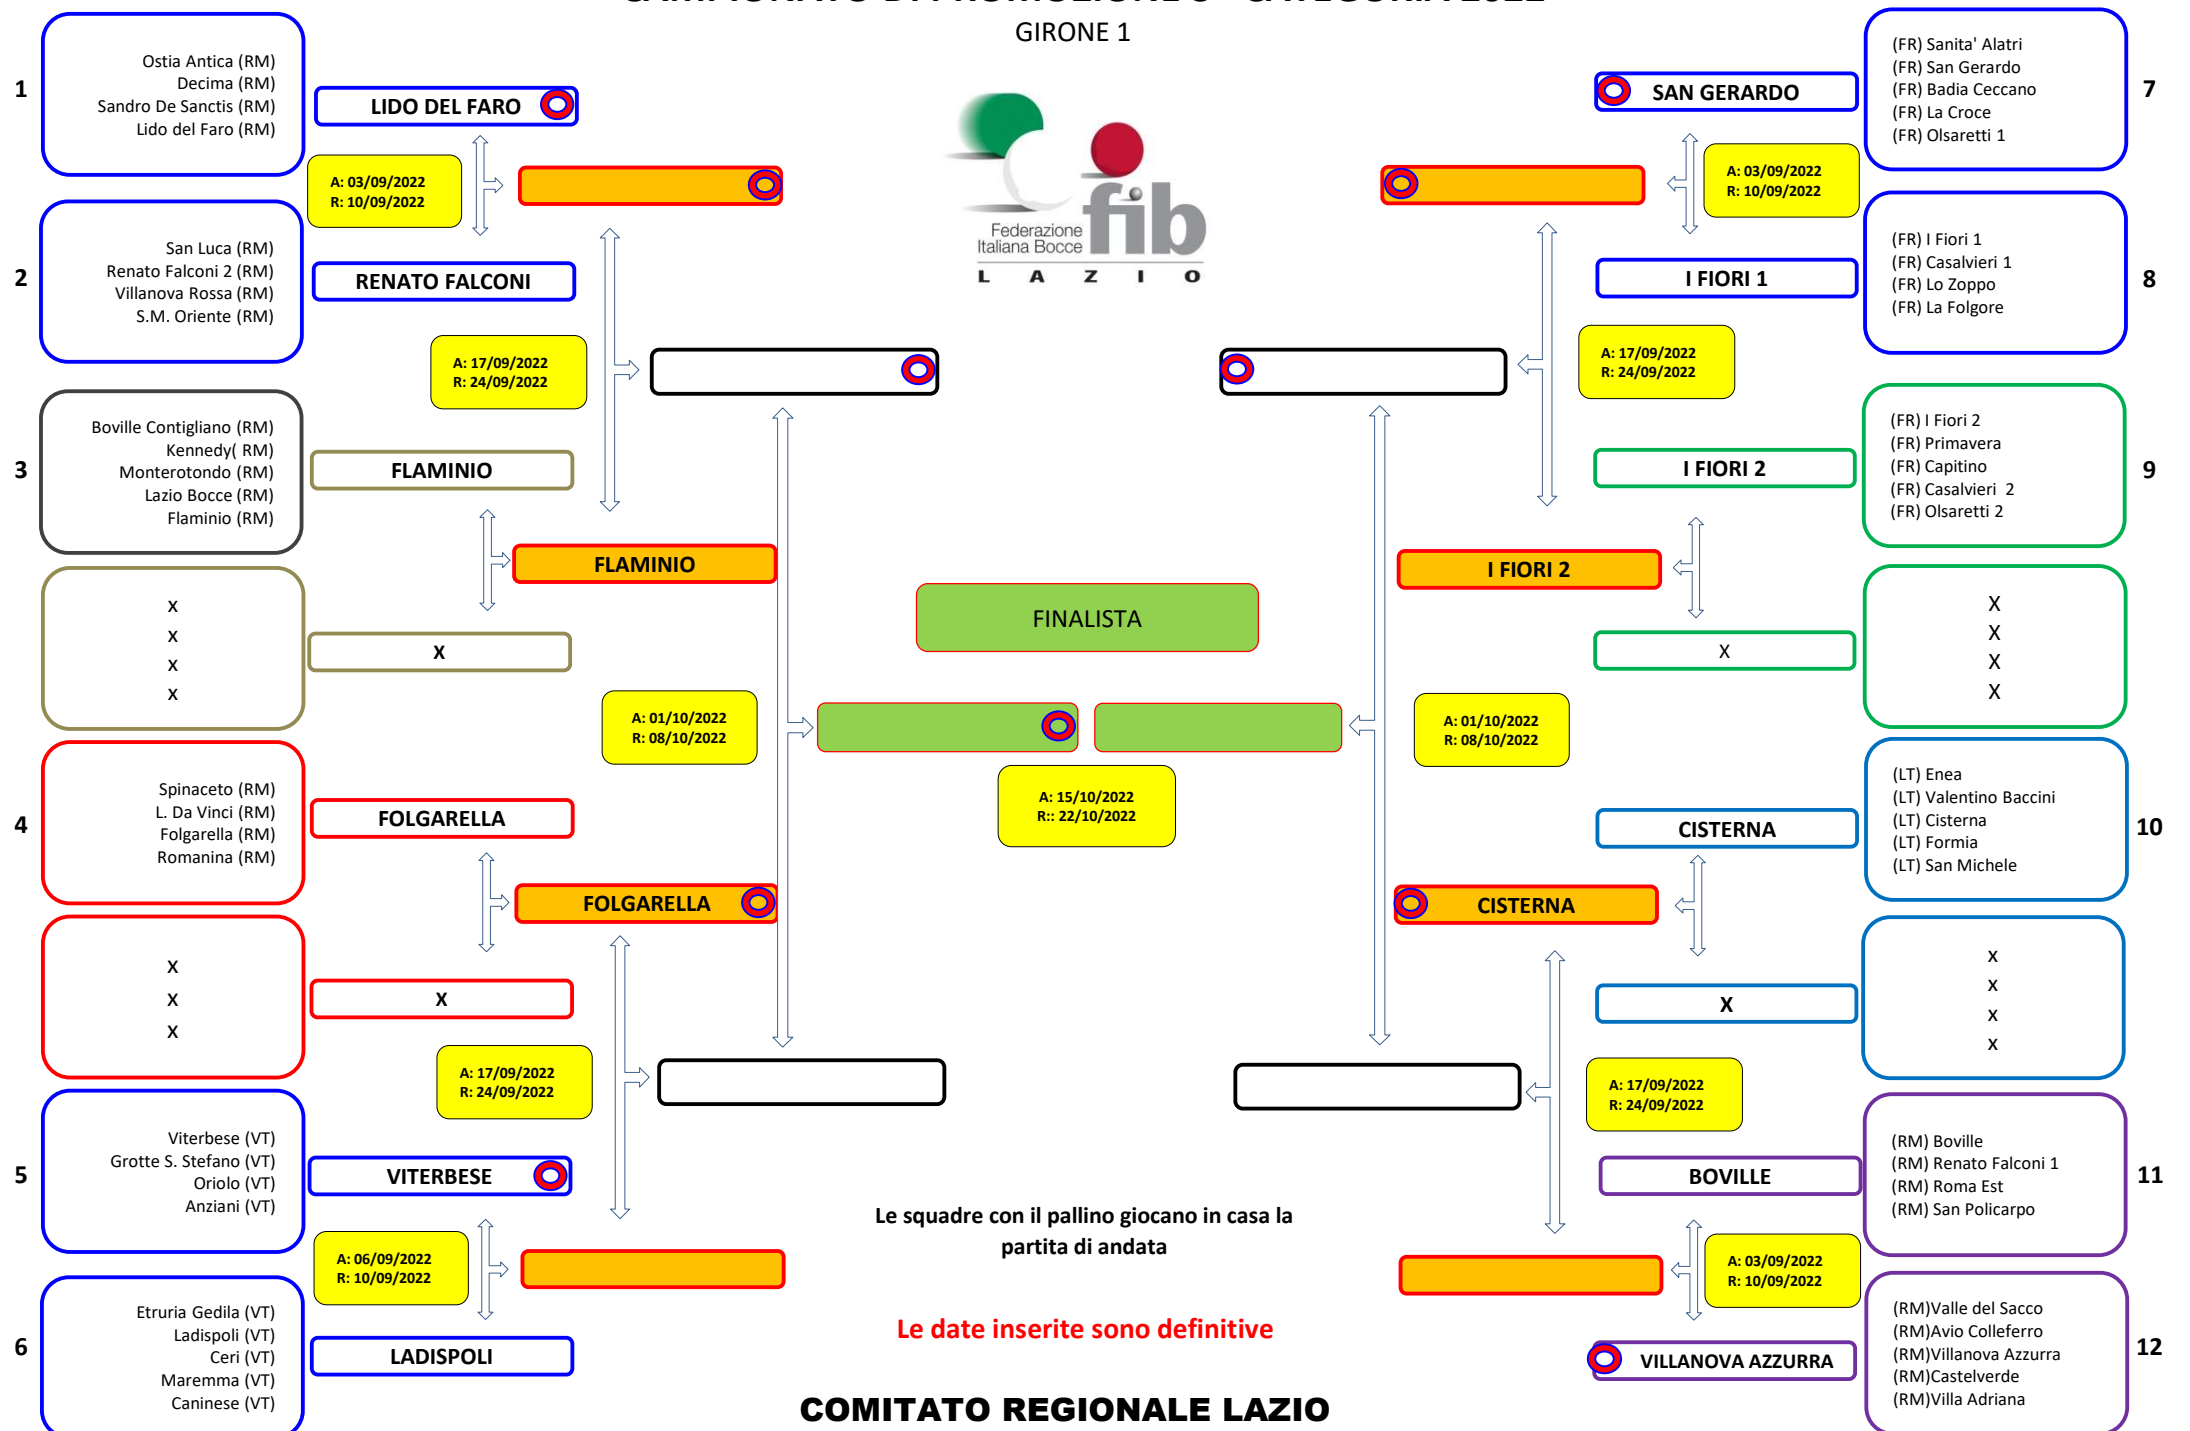 GIRONE 1
1
Ostia Antica (RM)
Decima (RM)
Sandro De Sanctis (RM)
Lido del Faro (RM)
LIDO DEL FARO
A: 03/09/2022
R: 10/09/2022
2
San Luca (RM)
Renato Falconi 2 (RM)
Villanova Rossa (RM)
S.M. Oriente (RM)
RENATO FALCONI
A: 17/09/2022
R: 24/09/2022
3
Boville Contigliano (RM)
Kennedy( RM)
Monterotondo (RM)
Lazio Bocce (RM)
Flaminio (RM)
FLAMINIO
FLAMINIO
X
X
X
X
X
A: 01/10/2022
R: 08/10/2022
4
Spinaceto (RM)
L. Da Vinci (RM)
Folgarella (RM)
Romanina (RM)
FOLGARELLA
FOLGARELLA
X
X
X
X
A: 17/09/2022
R: 24/09/2022
5
Viterbese (VT)
Grotte S. Stefano (VT)
Oriolo (VT)
Anziani (VT)
VITERBESE
A: 06/09/2022
R: 10/09/2022
6
Etruria Gedila (VT)
Ladispoli (VT)
Ceri (VT)
Maremma (VT)
Caninese (VT)
LADISPOLI
fib
Federazione
Italiana Bocce
LAZIO
FINALISTA
A: 15/10/2022
R:: 22/10/2022
Le squadre con il pallino giocano in casa la
partita di andata
Le date inserite sono definitive
COMITATO REGIONALE LAZIO
SAN GERARDO
(FR) Sanita' Alatri
(FR) San Gerardo
(FR) Badia Ceccano
(FR) La Croce
(FR) Olsaretti 1
7
A: 03/09/2022
R: 10/09/2022
I FIORI 1
(FR) I Fiori 1
(FR) Casalvieri 1
(FR) Lo Zoppo
(FR) La Folgore
8
A: 17/09/2022
R: 24/09/2022
I FIORI 2
(FR) I Fiori 2
(FR) Primavera
(FR) Capitino
(FR) Casalvieri  2
(FR) Olsaretti 2
9
I FIORI 2
X
X
X
X
X
A: 01/10/2022
R: 08/10/2022
CISTERNA
(LT) Enea
(LT) Valentino Baccini
(LT) Cisterna
(LT) Formia
(LT) San Michele
10
CISTERNA
X
X
X
X
X
A: 17/09/2022
R: 24/09/2022
BOVILLE
(RM) Boville
(RM) Renato Falconi 1
(RM) Roma Est
(RM) San Policarpo
11
A: 03/09/2022
R: 10/09/2022
VILLANOVA AZZURRA
(RM)Valle del Sacco
(RM)Avio Colleferro
(RM)Villanova Azzurra
(RM)Castelverde
(RM)Villa Adriana
12